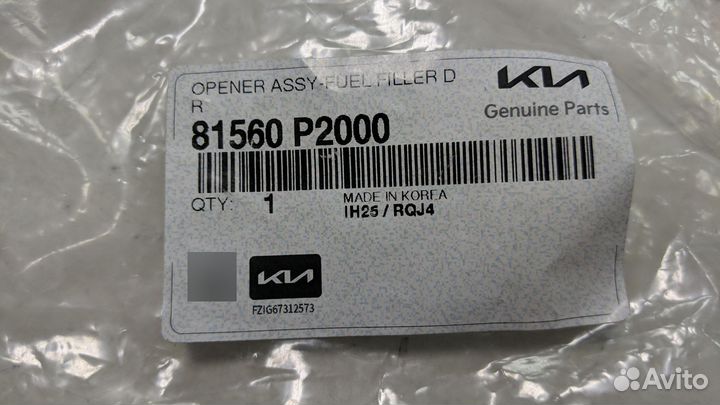 OPENER ASSY-FUEL FILLER D
R
KIA
Genuine Parts
81560 P2000
QTY: 1
MADE IN KOREA
IH25 / RQJ4
KIA
FZIG67312573
Avito